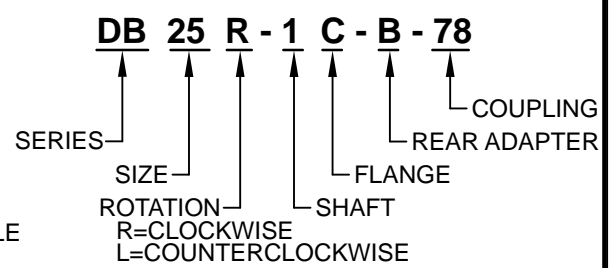 DB 25 R - 1 C - B - 78
COUPLING
SERIES
REAR ADAPTER
SIZE
FLANGE
ROTATION
SHAFT
R=CLOCKWISE
L=COUNTERCLOCKWISE